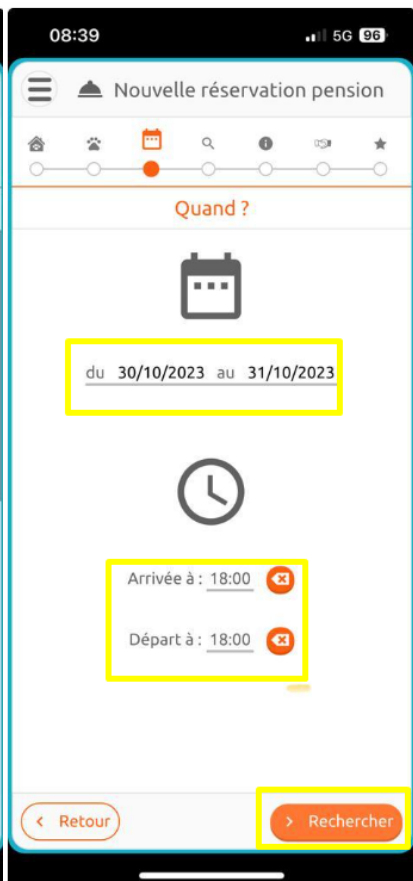 08:39 5G 96
Nouvelle réservation pension
Quand ?
du 30/10/2023 au 31/10/2023
Arrivée à : 18:00
Départ à : 18:00
Retour Rechercher